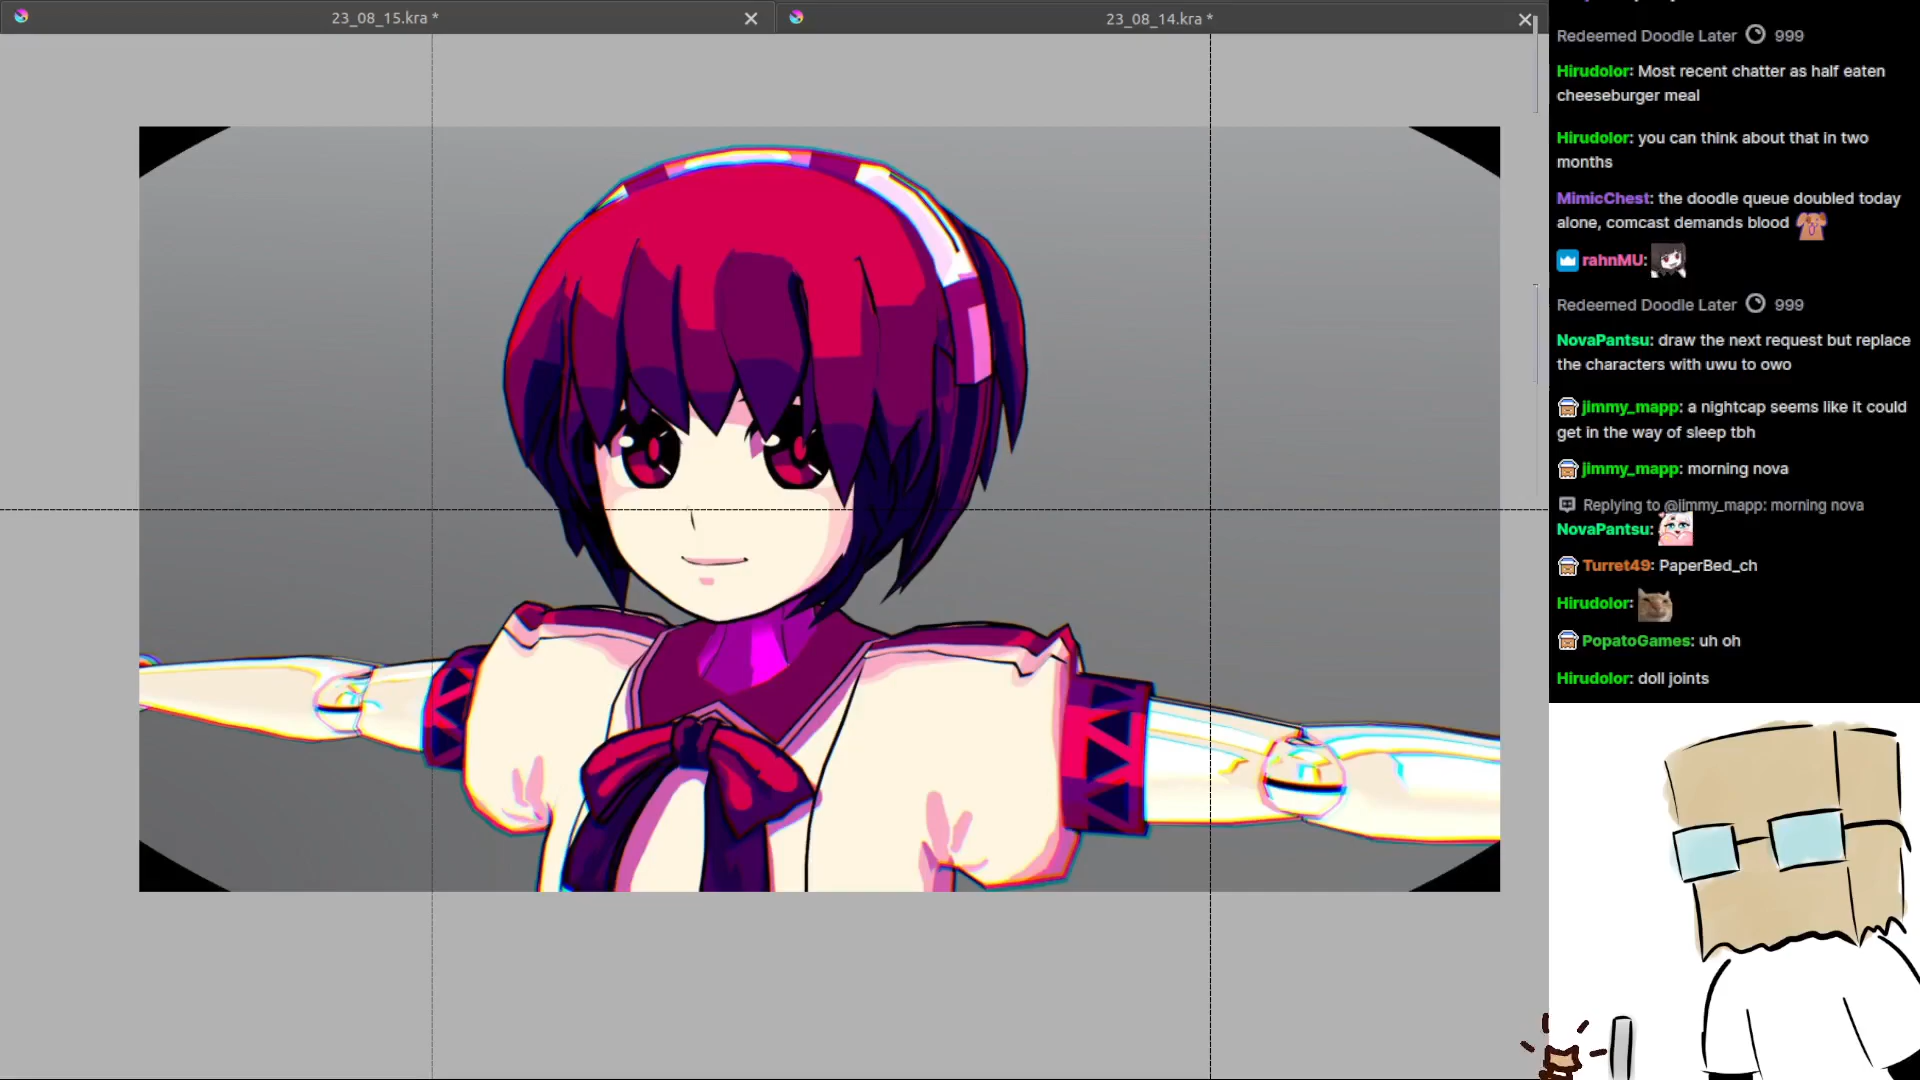 23_08_15.kra *
23_08_14.kra *
Redeemed Doodle Later 999
Hirudolor: Most recent chatter as half eaten
cheeseburger meal
Hirudolor: you can think about that in two
months
MimicChest: the doodle queue doubled today
alone, comcast demands blood
rahnMU:
Redeemed Doodle Later 999
NovaPantsu: draw the next request but replace
the characters with uwu to owo
jimmy_mapp: a nightcap seems like it could
get in the way of sleep tbh
jimmy_mapp: morning nova
Replying to @jimmy_mapp: morning nova
NovaPantsu:
Turret49: PaperBed_ch
Hirudolor:
PopatoGames: uh oh
Hirudolor: doll joints